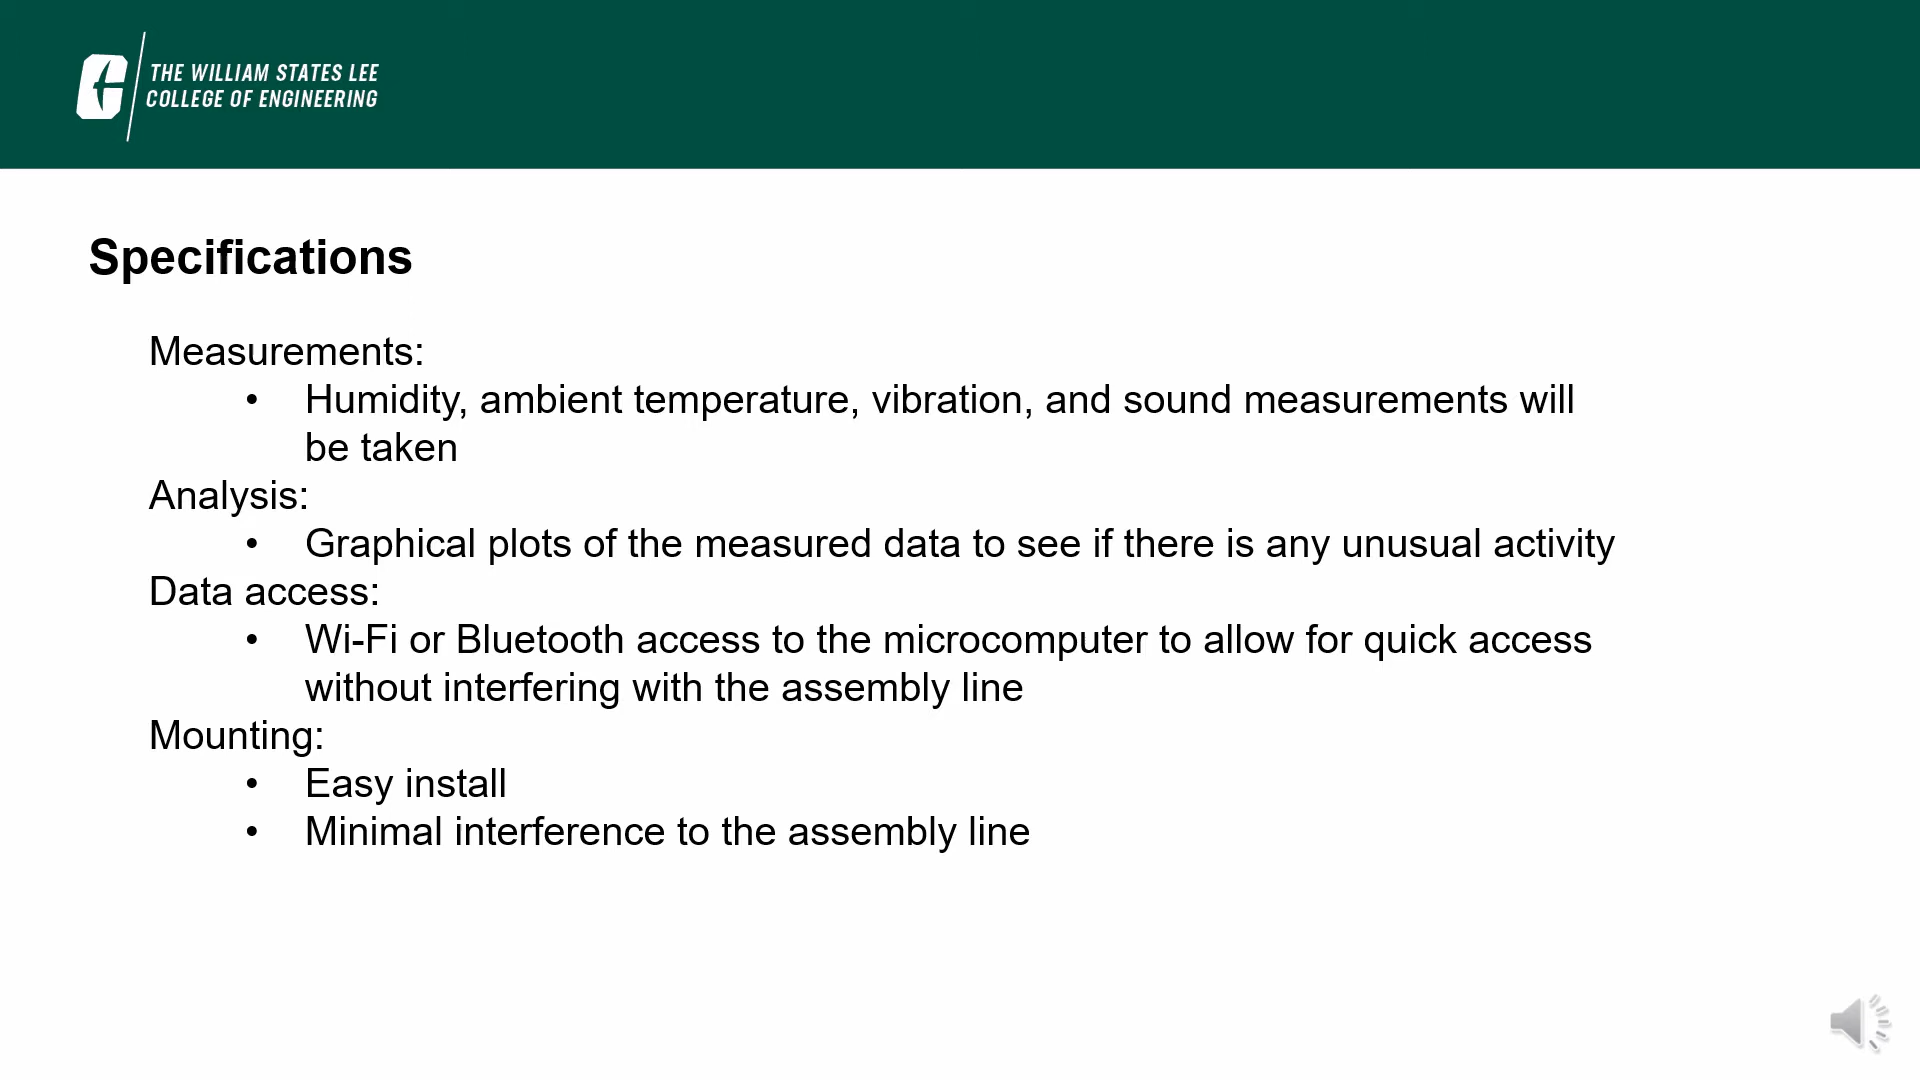 THE WILLIAM STATES LEE
COLLEGE OF ENGINEERING
Specifications
Measurements:
• Humidity, ambient temperature, vibration, and sound measurements will
be taken
Analysis:
• Graphical plots of the measured data to see if there is any unusual activity
Data access:
• Wi-Fi or Bluetooth access to the microcomputer to allow for quick access
without interfering with the assembly line
Mounting:
• Easy install
• Minimal interference to the assembly line